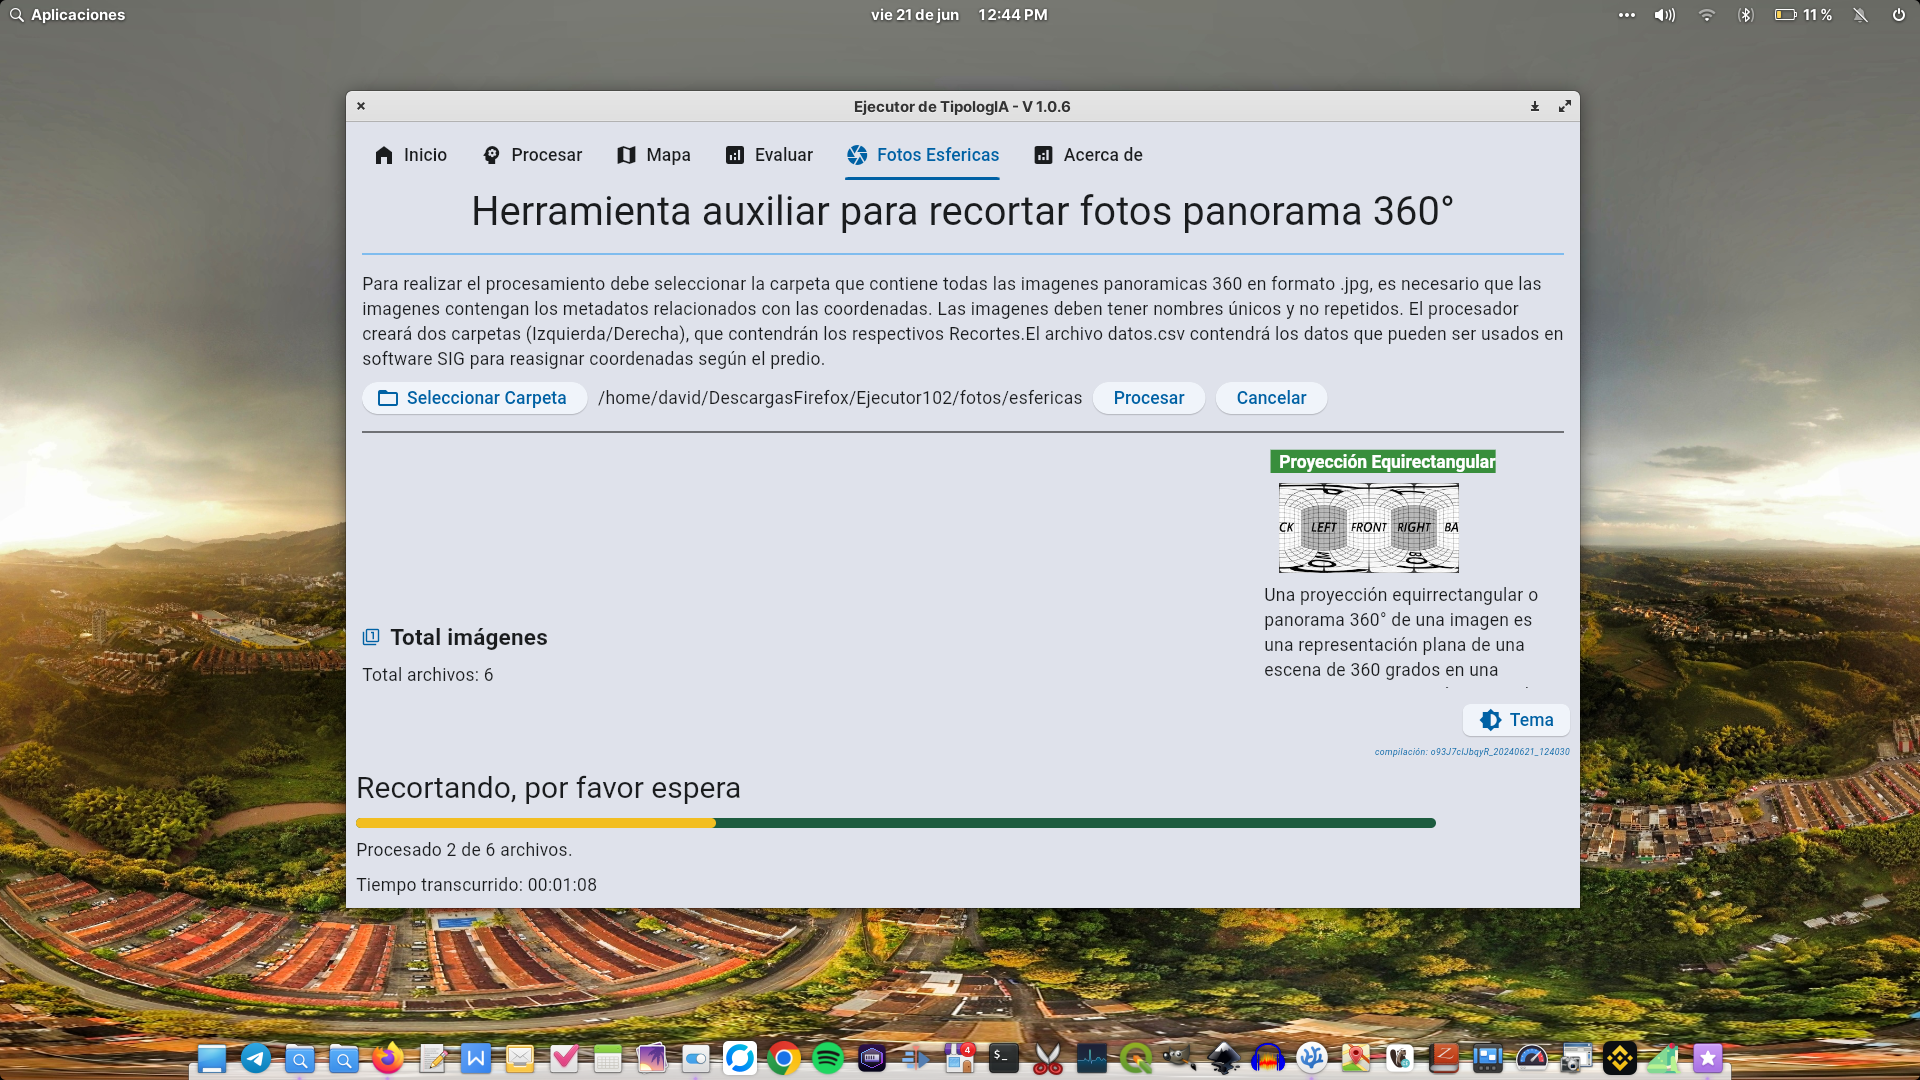 Aplicaciones
vie 21 de jun 12:44 PM
11 %
Ejecutor de TipologIA - V 1.0.6
Inicio Procesar Mapa Evaluar Fotos Esfericas Acerca de
Herramienta auxiliar para recortar fotos panorama 360°
Para realizar el procesamiento debe seleccionar la carpeta que contiene todas las imagenes panoramicas 360 en formato .jpg, es necesario que las
imagenes contengan los metadatos relacionados con las coordenadas. Las imagenes deben tener nombres únicos y no repetidos. El procesador
creará dos carpetas (Izquierda/Derecha), que contendrán los respectivos Recortes.El archivo datos.csv contendrá los datos que pueden ser usados en
software SIG para reasignar coordenadas según el predio.
Seleccionar Carpeta /home/david/DescargasFirefox/Ejecutor102/fotos/esfericas Procesar Cancelar
Proyección Equirectangular
CK LEFT FRONT RIGHT BA
Una proyección equirrectangular o
panorama 360° de una imagen es
una representación plana de una
escena de 360 grados en una
Total imágenes
Total archivos: 6
Tema
compilación: o93J7clJbqyR_20240621_124030
Recortando, por favor espera
Procesado 2 de 6 archivos.
Tiempo transcurrido: 00:01:08
4